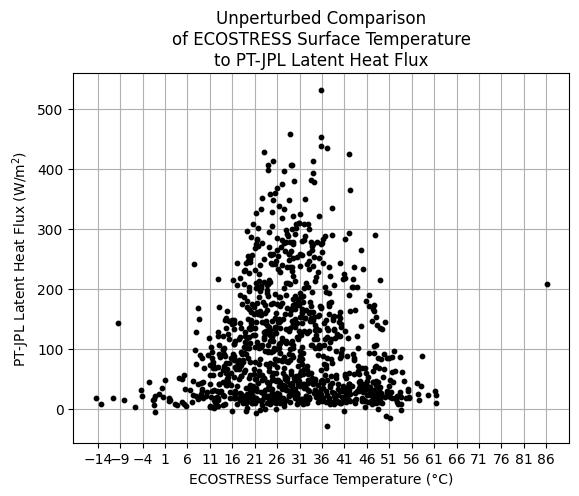 Unperturbed Comparison
of ECOSTRESS Surface Temperature
to PT-JPL Latent Heat Flux
PT-JPL Latent Heat Flux (W/m²)
500
400
300
200
100
0
−14 −9 −4 1 6 11 16 21 26 31 36 41 46 51 56 61 66 71 76 81 86
ECOSTRESS Surface Temperature (°C)